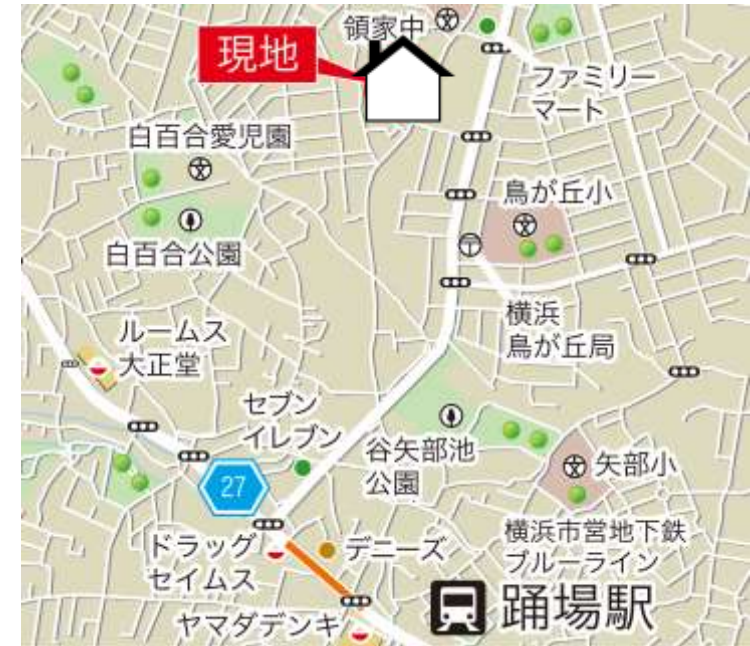 領家中
現地
ファミリー
マート
白百合愛児園
鳥が丘小
白百合公園
横浜
鳥が丘局
ルームス
大正堂
セブン
イレブン
谷矢部池
公園
矢部小
27
ドラッグ
セイムス
デニーズ
横浜市営地下鉄
ブルーライン
踊場駅
ヤマダデンキ